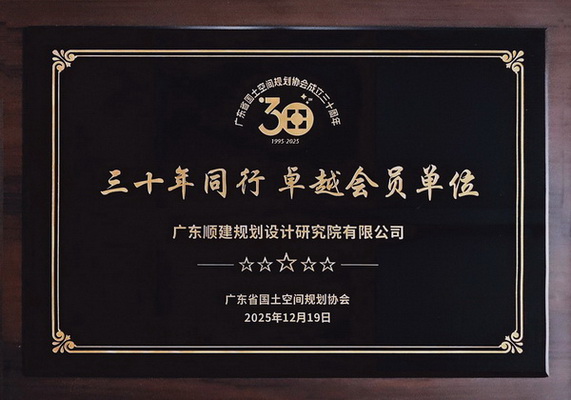 广东省国土空间规划协会成立三十周年
30
1995-2025
三十年同行 卓越会员单位
广东顺建规划设计研究院有限公司
广东省国土空间规划协会
2025年12月19日